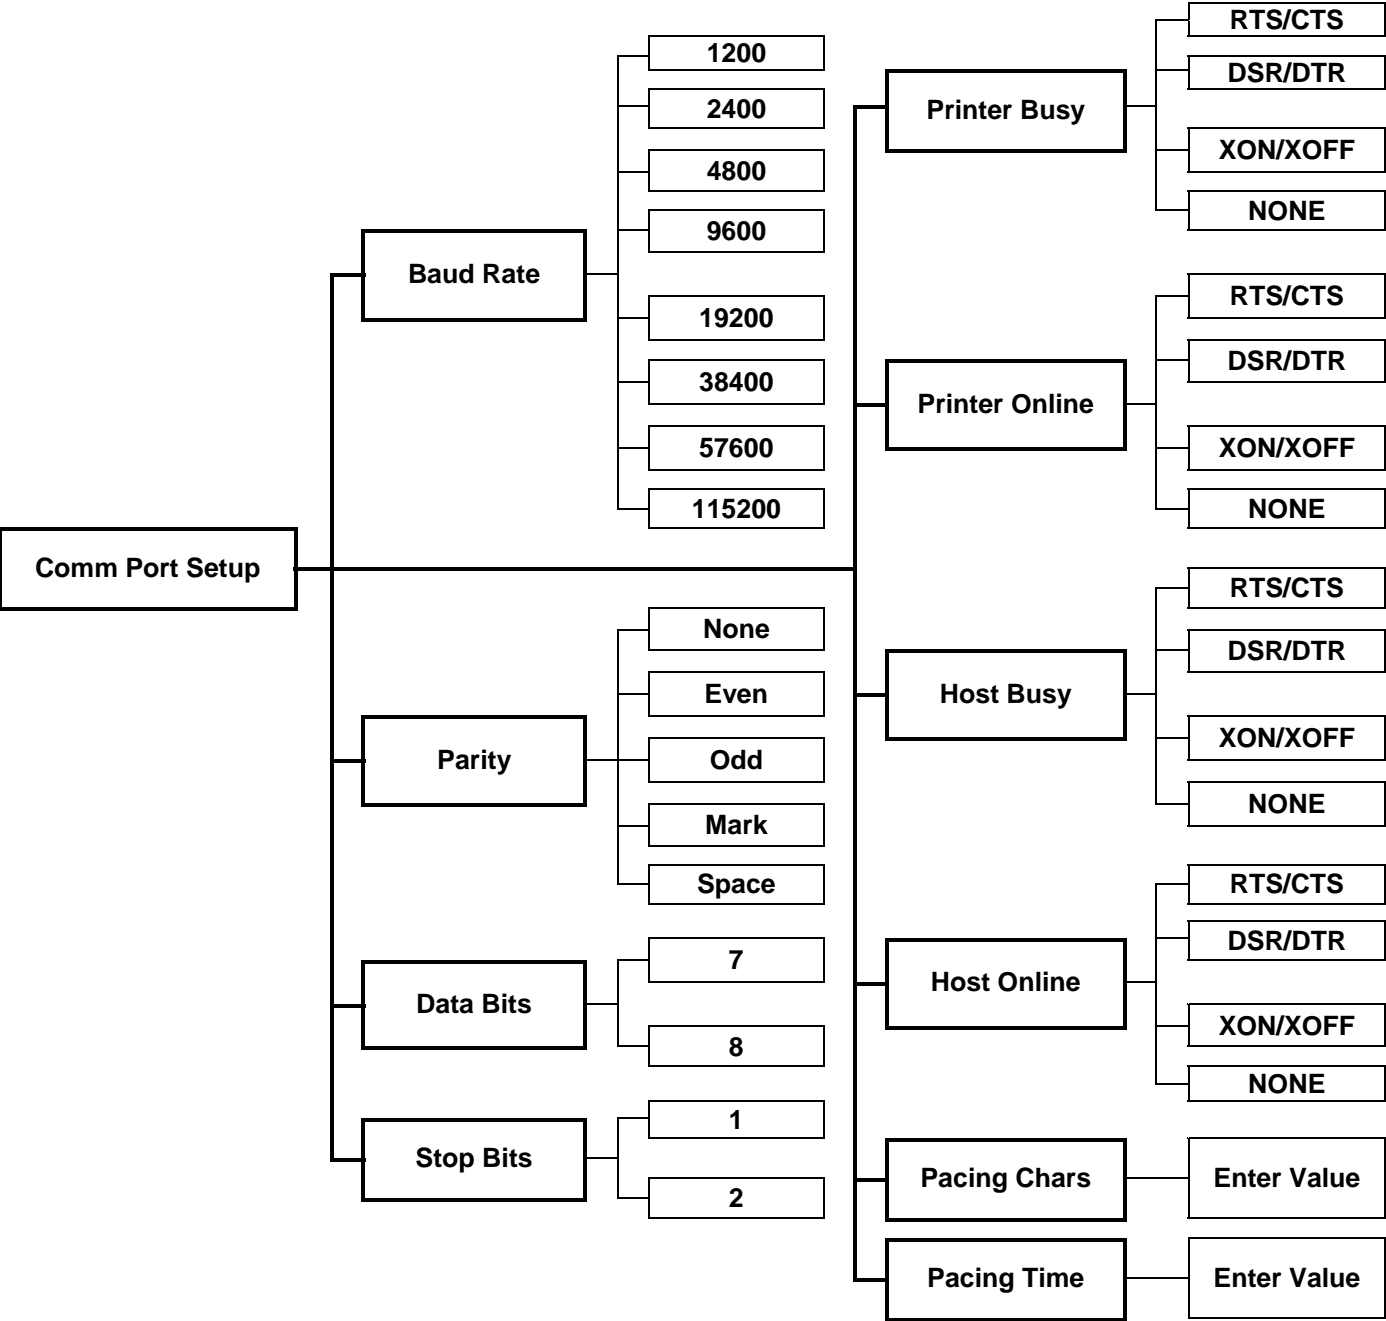 Comm Port Setup
Baud Rate
1200
2400
4800
9600
19200
38400
57600
115200
Parity
None
Even
Odd
Mark
Space
Data Bits
7
8
Stop Bits
1
2
Printer Busy
RTS/CTS
DSR/DTR
XON/XOFF
NONE
Printer Online
RTS/CTS
DSR/DTR
XON/XOFF
NONE
Host Busy
RTS/CTS
DSR/DTR
XON/XOFF
NONE
Host Online
RTS/CTS
DSR/DTR
XON/XOFF
NONE
Pacing Chars
Enter Value
Pacing Time
Enter Value